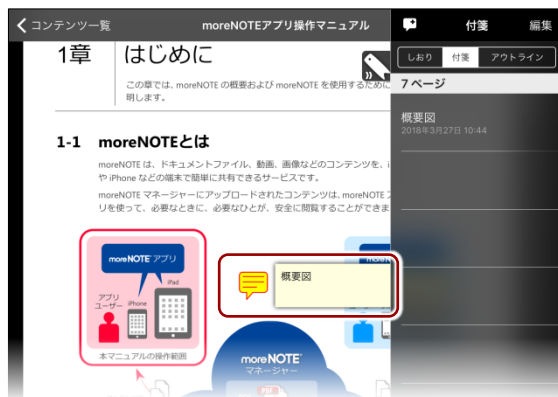 コンテンツ一覧
moreNOTEアプリ操作マニュアル
付箋
編集
しおり
付箋
アウトライン
7 ページ
概要図
2018年3月27日 10:44
1章
はじめに
この章では、moreNOTE の概要および moreNOTE を使用するために
明します。
1-1 moreNOTEとは
moreNOTE は、ドキュメントファイル、動画、画像などのコンテンツを、i
や iPhone などの端末で簡単に共有できるサービスです。
moreNOTE マネージャーにアップロードされたコンテンツは、moreNOTE ア
リを使って、必要なときに、必要なひとが、安全に閲覧することができま
moreNOTE アプリ
アプリ
ユーザー
iPhone
iPad
本マニュアルの操作範囲
概要図
moreNOTE
マネージャー
PDF